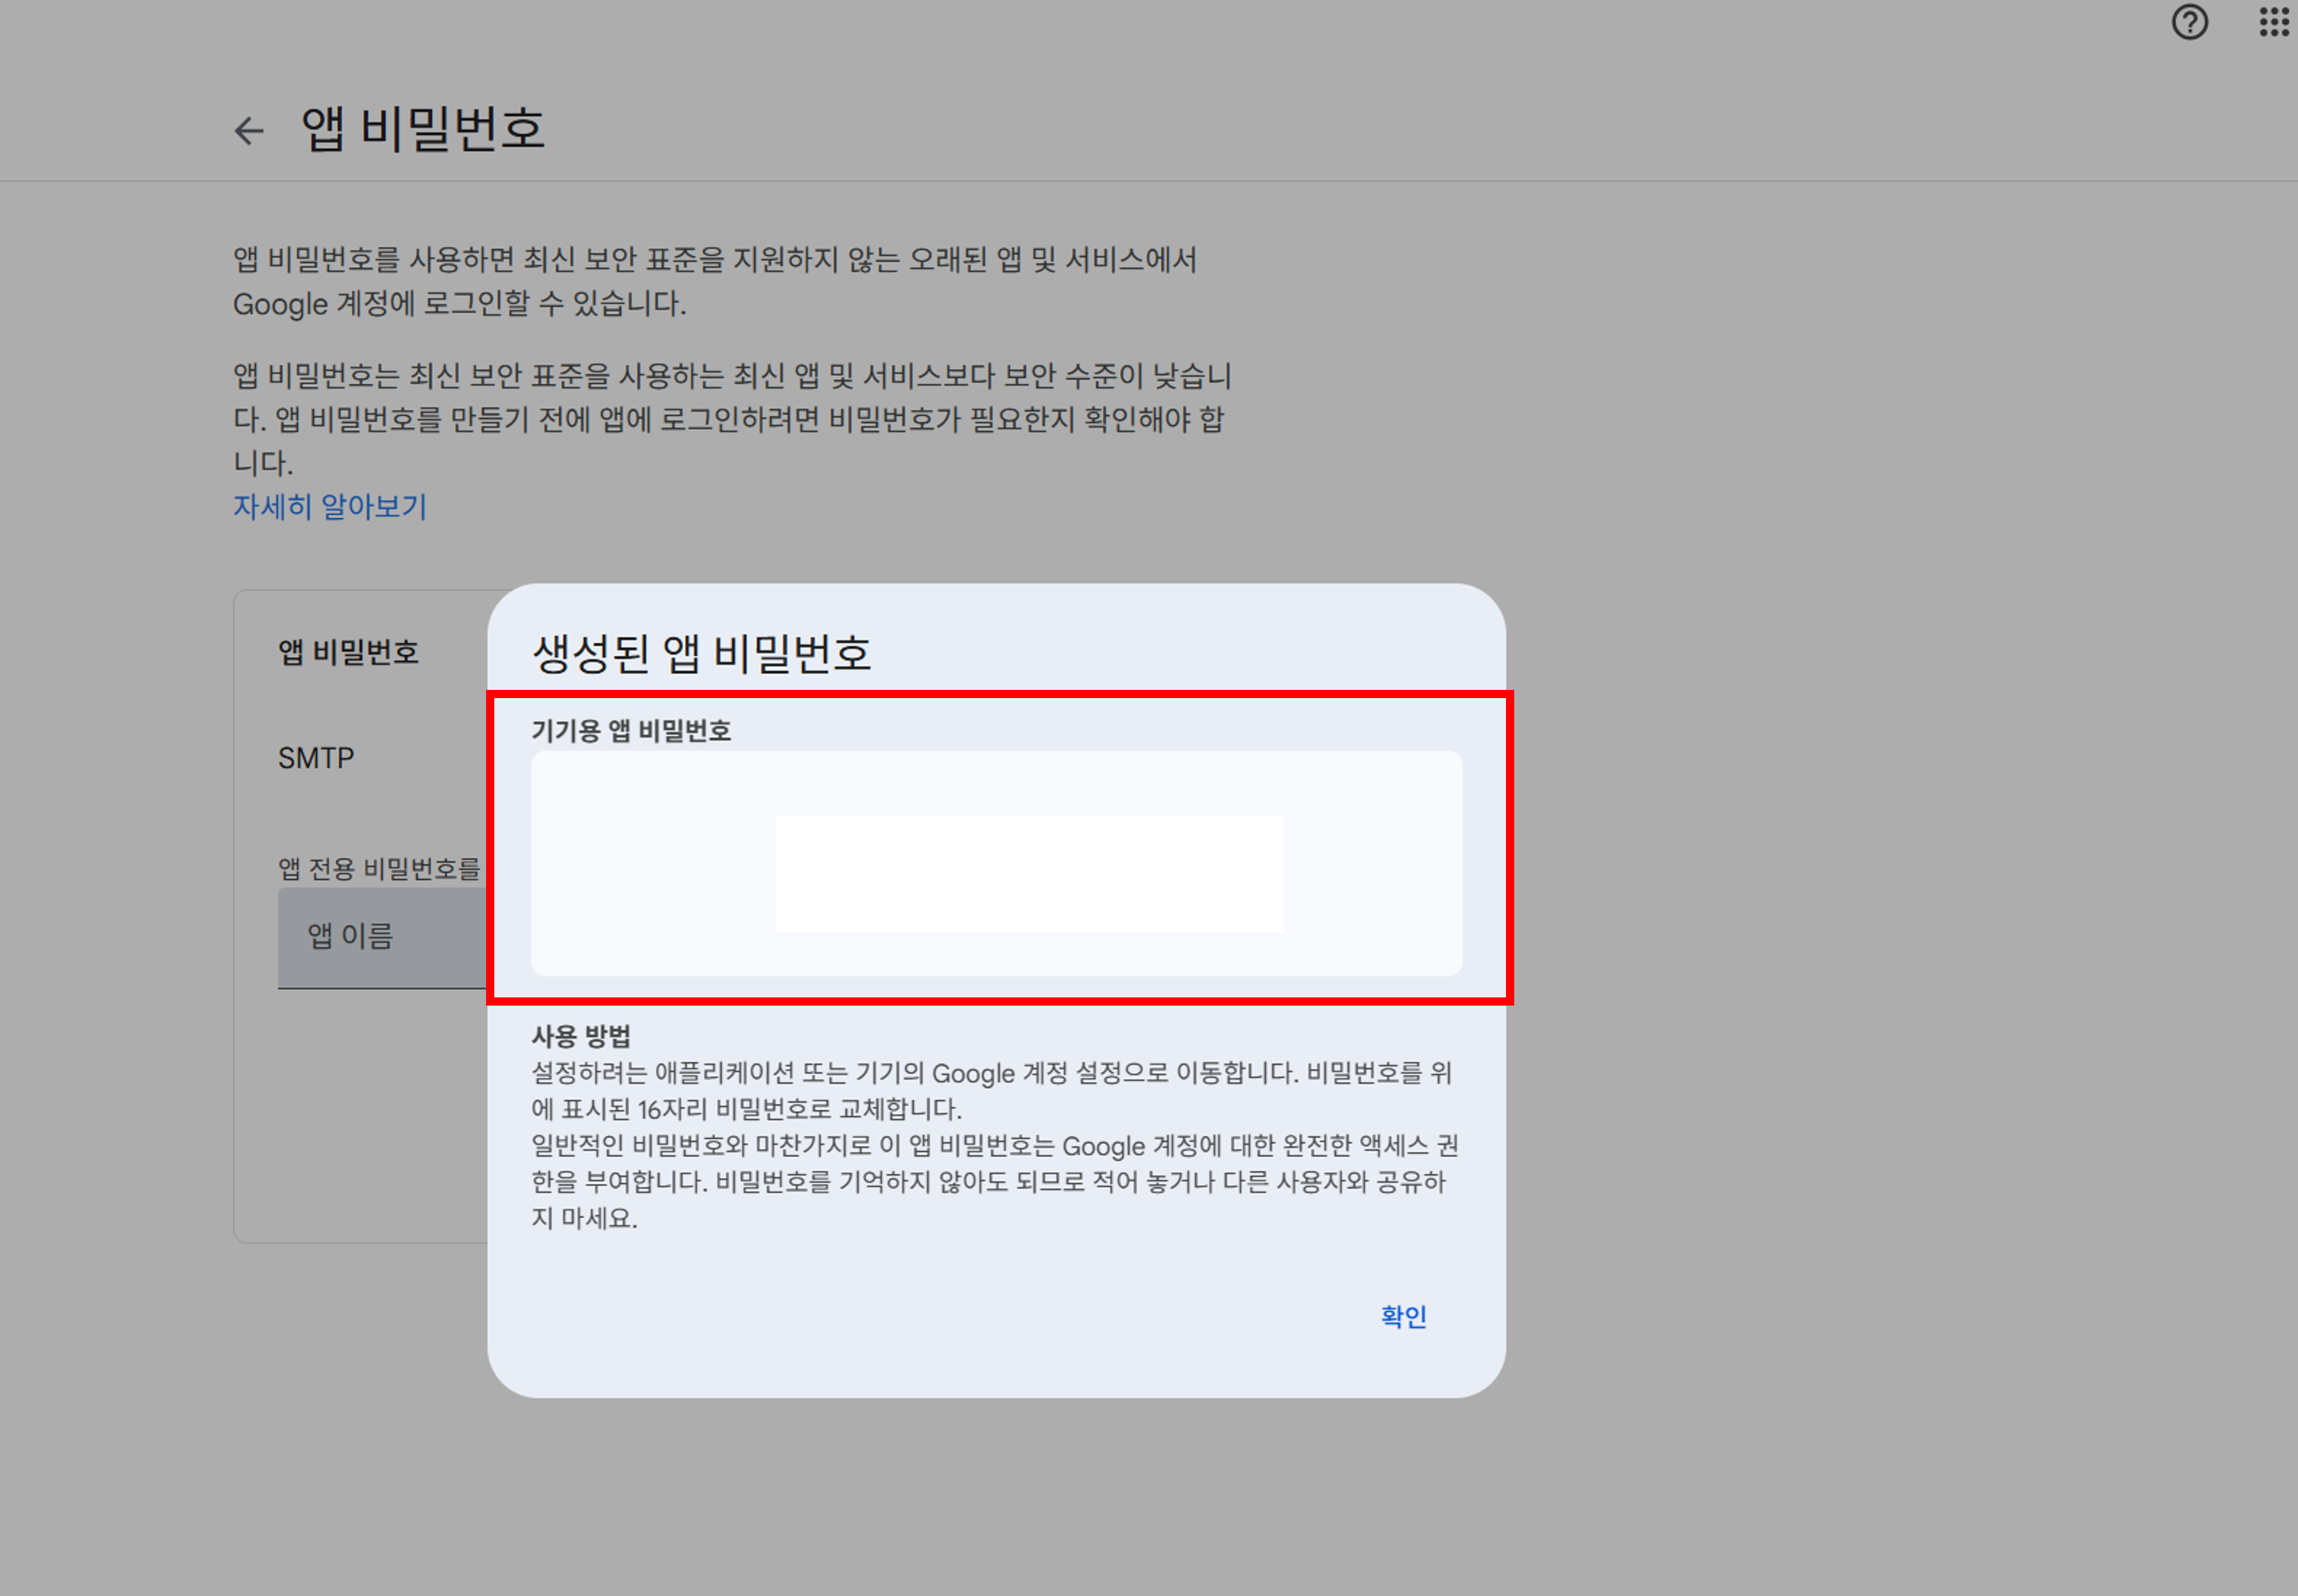 앱 비밀번호
앱 비밀번호를 사용하면 최신 보안 표준을 지원하지 않는 오래된 앱 및 서비스에서
Google 계정에 로그인할 수 있습니다.
앱 비밀번호는 최신 보안 표준을 사용하는 최신 앱 및 서비스보다 보안 수준이 낮습니
다. 앱 비밀번호를 만들기 전에 앱에 로그인하려면 비밀번호가 필요한지 확인해야 합
니다.
자세히 알아보기
앱 비밀번호
SMTP
앱 전용 비밀번호를
앱 이름
생성된 앱 비밀번호
기기용 앱 비밀번호
사용 방법
설정하려는 애플리케이션 또는 기기의 Google 계정 설정으로 이동합니다. 비밀번호를 위
에 표시된 16자리 비밀번호로 교체합니다.
일반적인 비밀번호와 마찬가지로 이 앱 비밀번호는 Google 계정에 대한 완전한 액세스 권
한을 부여합니다. 비밀번호를 기억하지 않아도 되므로 적어 놓거나 다른 사용자와 공유하
지 마세요.
확인